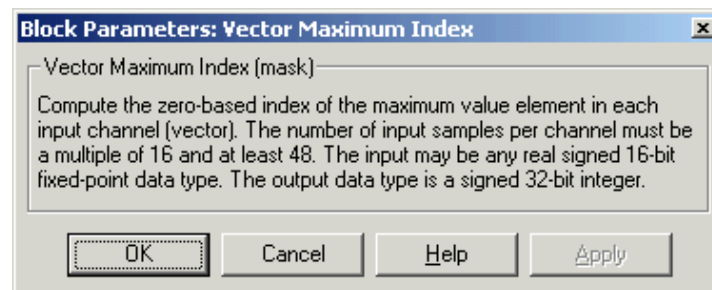 Block Parameters: Vector Maximum Index
Vector Maximum Index (mask)
Compute the zero-based index of the maximum value element in each
input channel (vector). The number of input samples per channel must be
a multiple of 16 and at least 48. The input may be any real signed 16-bit
fixed-point data type. The output data type is a signed 32-bit integer.
OK Cancel Help Apply